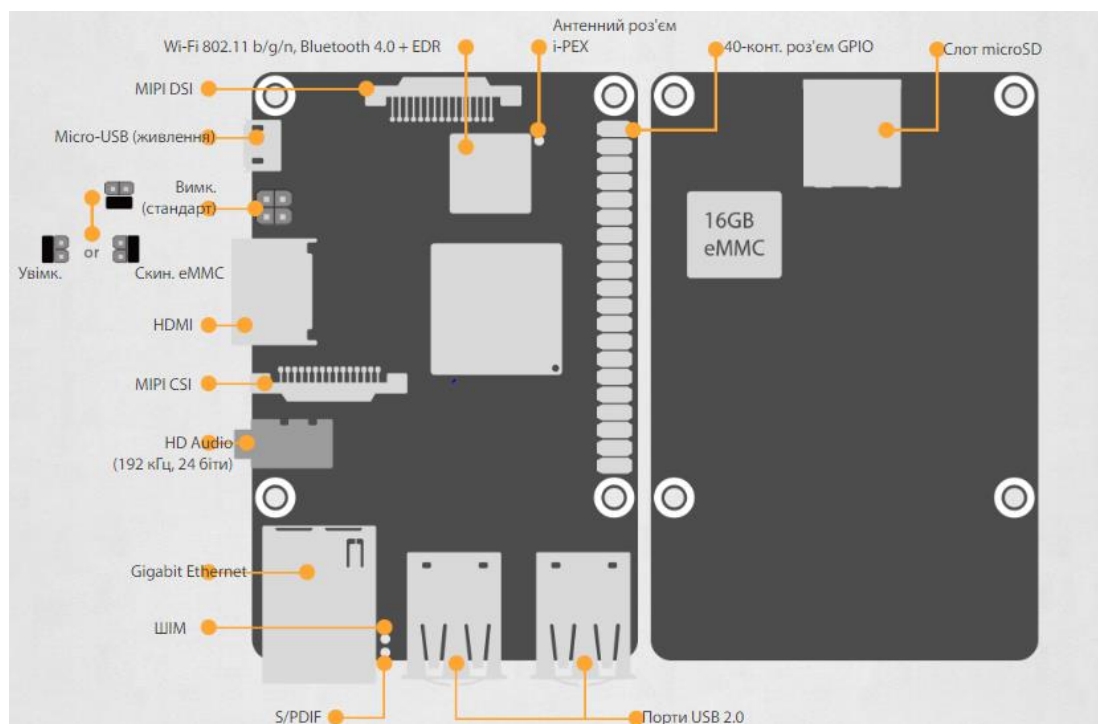 Антенний роз'єм
Wi-Fi 802.11 b/g/n, Bluetooth 4.0 + EDR
i-PEX
40-конт. роз'єм GPIO
Слот microSD
MIPI DSI
Micro-USB (живлення)
Вимк.
(стандарт)
16GB
eMMC
or
Увімк.
Скин. eMMC
HDMI
MIPI CSI
HD Audio
(192 кГц, 24 біти)
Gigabit Ethernet
ШІМ
S/PDIF
Порти USB 2.0